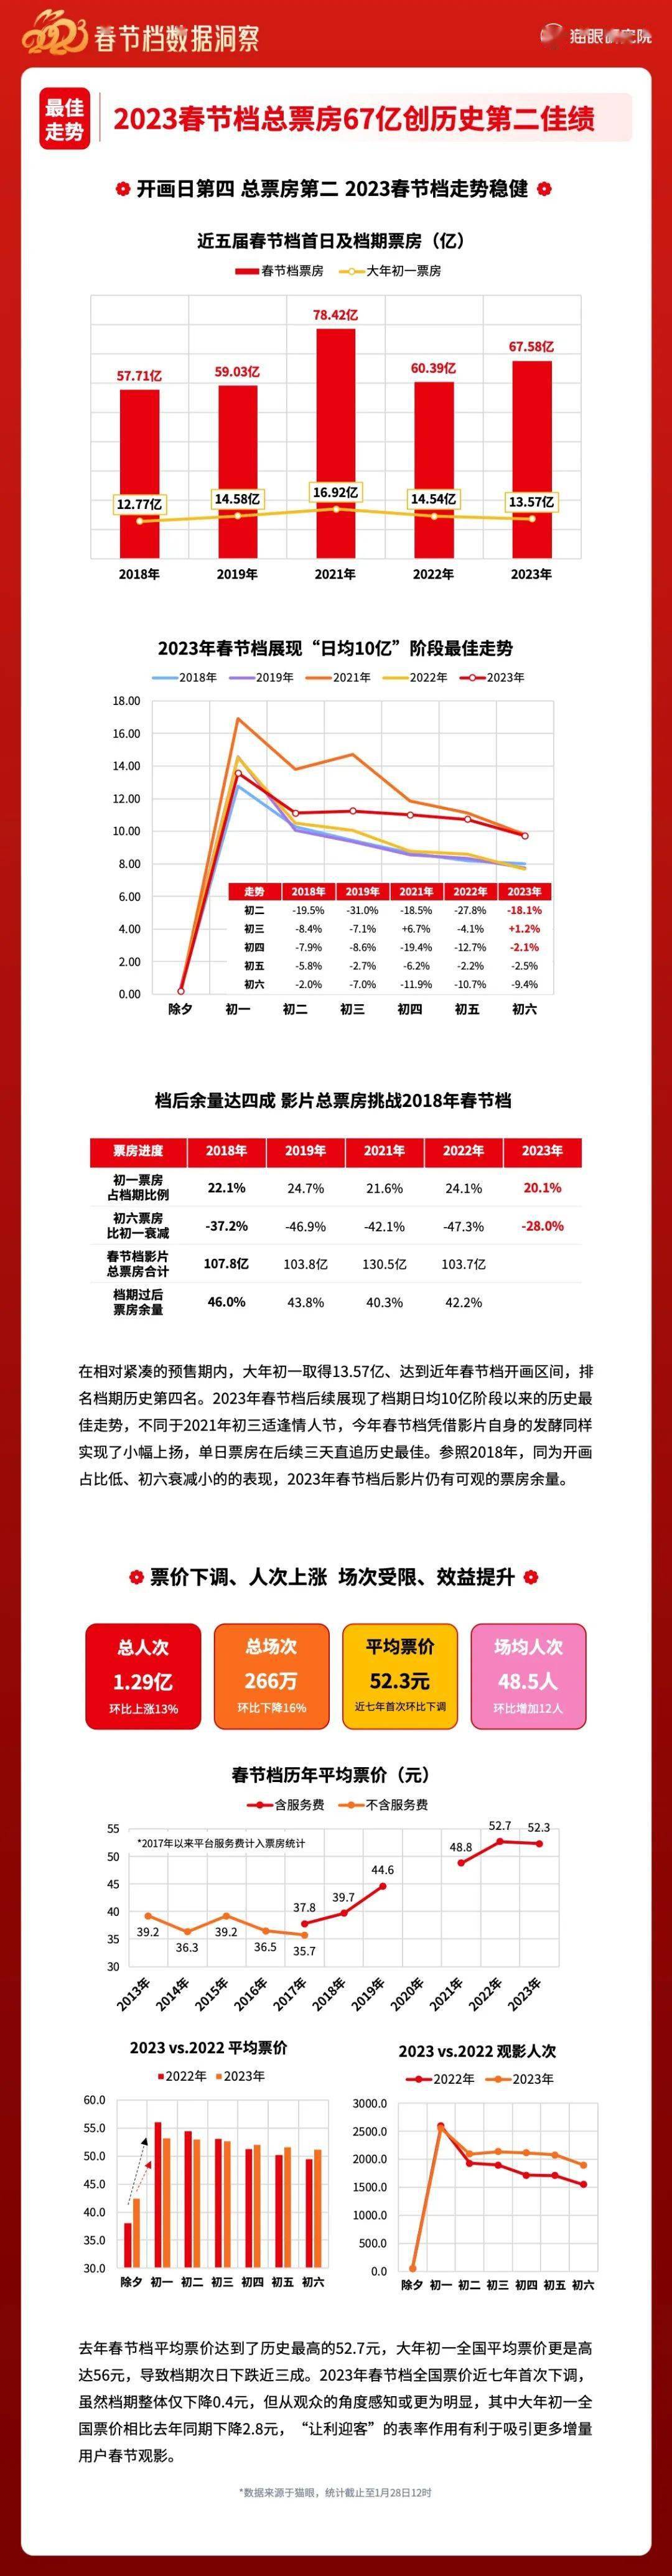 2023
春节档数据洞察
猫眼研究院
最佳
走势
2023春节档总票房67亿创历史第二佳绩
开画日第四 总票房第二 2023春节档走势稳健
近五届春节档首日及档期票房（亿）
春节档票房 大年初一票房
78.42亿
67.58亿
60.39亿
59.03亿
57.71亿
12.77亿 14.58亿 16.92亿 14.54亿 13.57亿
2018年 2019年 2021年 2022年 2023年
2023年春节档展现“日均10亿”阶段最佳走势
2018年 2019年 2021年 2022年 2023年
18.00
16.00
14.00
12.00
10.00
8.00
6.00
4.00
2.00
0.00
走势 2018年 2019年 2021年 2022年 2023年
初二 -19.5% -31.0% -18.5% -27.8% -18.1%
初三 -8.4% -7.1% +6.7% -4.1% +1.2%
初四 -7.9% -8.6% -19.4% -12.7% -2.1%
初五 -5.8% -2.7% -6.2% -2.2% -2.5%
初六 -2.0% -7.0% -11.9% -10.7% -9.4%
除夕 初一 初二 初三 初四 初五 初六
档后余量达四成 影片总票房挑战2018年春节档
票房进度 2018年 2019年 2021年 2022年 2023年
初一票房
占档期比例 22.1% 24.7% 21.6% 24.1% 20.1%
初六票房
比初一衰减 -37.2% -46.9% -42.1% -47.3% -28.0%
春节档影片
总票房合计 107.8亿 103.8亿 130.5亿 103.7亿
档期过后
票房余量 46.0% 43.8% 40.3% 42.2%
在相对紧凑的预售期内，大年初一取得13.57亿、达到近年春节档开画区间，排
名档期历史第四名。2023年春节档后续展现了档期日均10亿阶段以来的历史最
佳走势，不同于2021年初三适逢情人节，今年春节档凭借影片自身的发酵同样
实现了小幅上扬，单日票房在后续三天直追历史最佳。参照2018年，同为开画
占比低、初六衰减小的的表现，2023年春节档后影片仍有可观的票房余量。
票价下调、人次上涨 场次受限、效益提升
总人次
1.29亿
环比上涨13%
总场次
266万
环比下降16%
平均票价
52.3元
近七年首次环比下调
场均人次
48.5人
环比增加12人
春节档历年平均票价（元）
含服务费 不含服务费
*2017年以来平台服务费计入票房统计
55
50
45
40
35
30
39.2 36.3 39.2 36.5 35.7
37.8 39.7 44.6 48.8 52.7 52.3
2013年 2014年 2015年 2016年 2017年 2018年 2019年 2020年 2021年 2022年 2023年
2023 vs.2022 平均票价
2022年 2023年
60.0
55.0
50.0
45.0
40.0
35.0
30.0
除夕 初一 初二 初三 初四 初五 初六
2023 vs.2022 观影人次
2022年 2023年
3000.0
2500.0
2000.0
1500.0
1000.0
500.0
0.0
除夕 初一 初二 初三 初四 初五 初六
去年春节档平均票价达到了历史最高的52.7元，大年初一全国平均票价更是高
达56元，导致档期次日下跌近三成。2023年春节档全国票价近七年首次下调，
虽然档期整体仅下降0.4元，但从观众的角度感知或更为明显，其中大年初一全
国票价相比去年同期下降2.8元，“让利迎客”的表率作用有利于吸引更多增量
用户春节观影。
*数据来源于猫眼，统计截止至1月28日12时